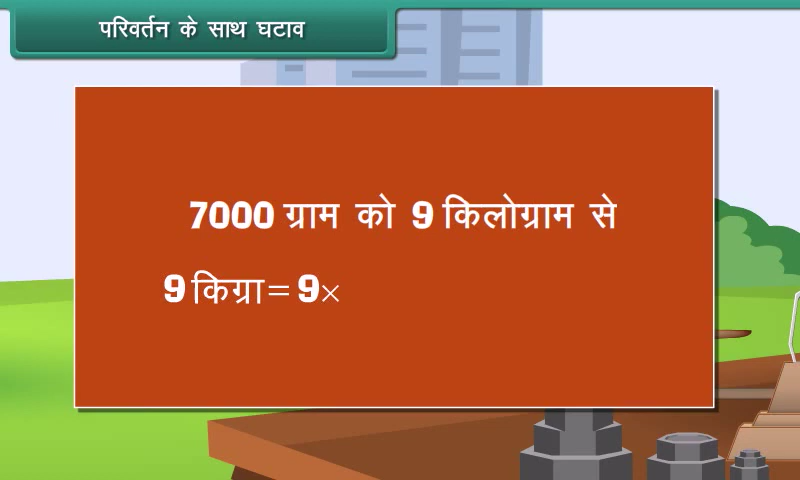 परिवर्तन के साथ घटाव
7000 ग्राम को 9 किलोग्राम से
9 किग्रा=9×